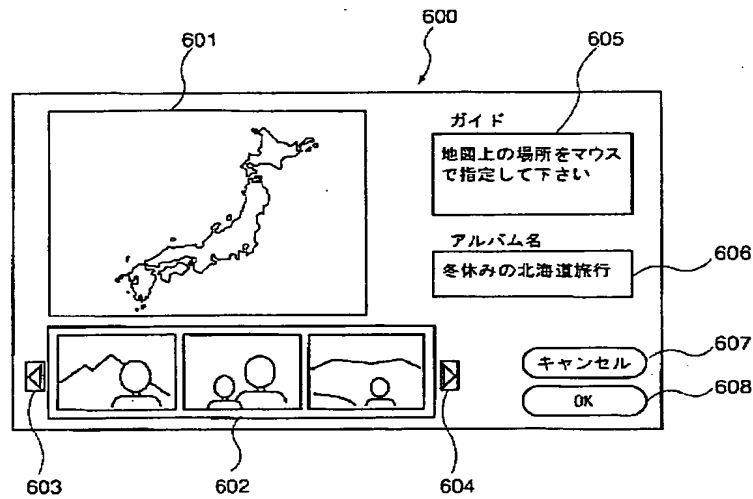 600
601
605
ガイド
地図上の場所をマウス
で指定して下さい
アルバム名
冬休みの北海道旅行
606
キャンセル
607
OK
608
603
602
604